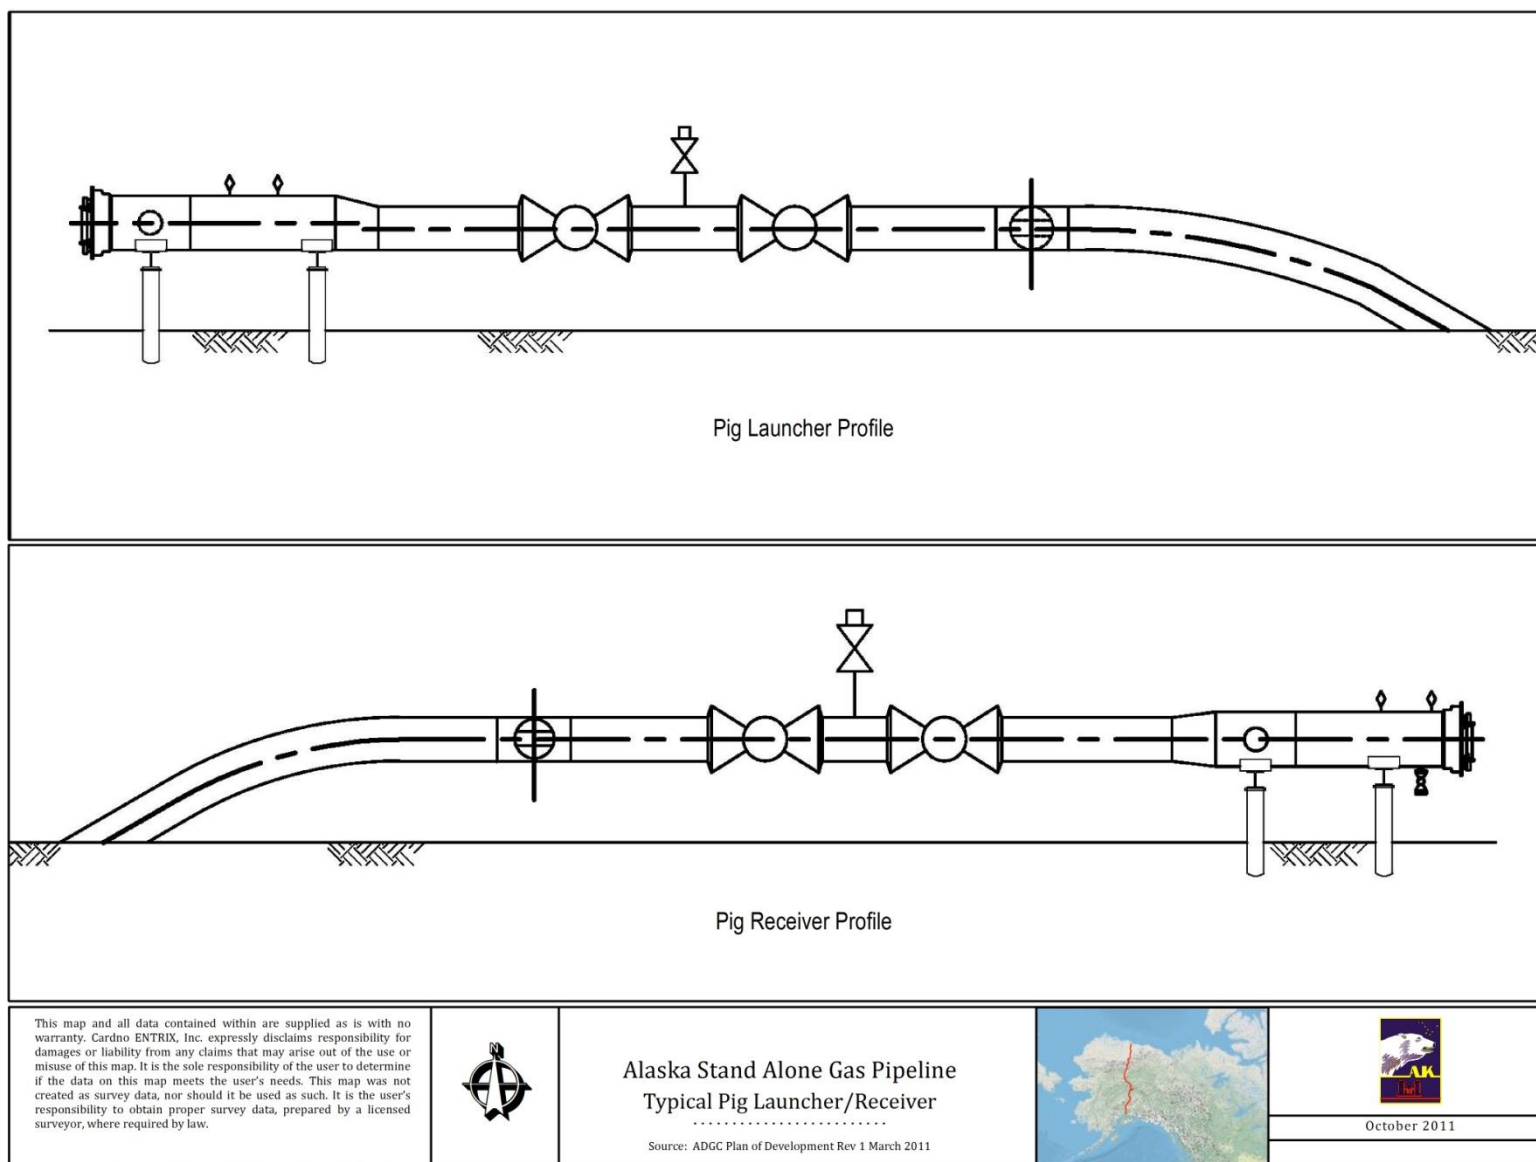 Pig Launcher Profile
Pig Receiver Profile
This map and all data contained within are supplied as is with no
warranty. Cardno ENTRIX, Inc. expressly disclaims responsibility for
damages or liability from any claims that may arise out of the use or
misuse of this map. It is the sole responsibility of the user to determine
if the data on this map meets the user's needs. This map was not
created as survey data, nor should it be used as such. It is the user's
responsibility to obtain proper survey data, prepared by a licensed
surveyor, where required by law.
N
Alaska Stand Alone Gas Pipeline
Typical Pig Launcher/Receiver
Source: ADGC Plan of Development Rev 1 March 2011
AK
October 2011